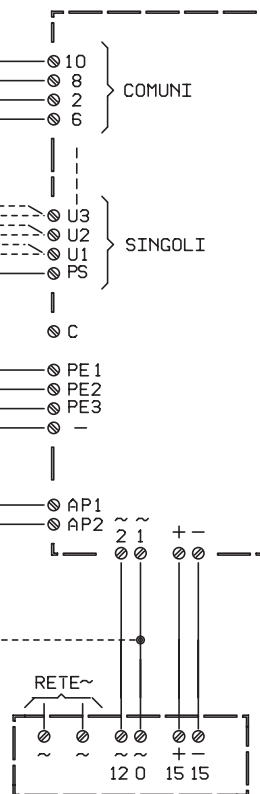 10
8
COMUNI
2
6
U3
U2
SINGOLI
U1
PS
C
PE1
PE2
PE3
–
AP1
AP2
~ ~
2 1 + –
RETE~
~ ~ ~ ~ + –
12 0 15 15